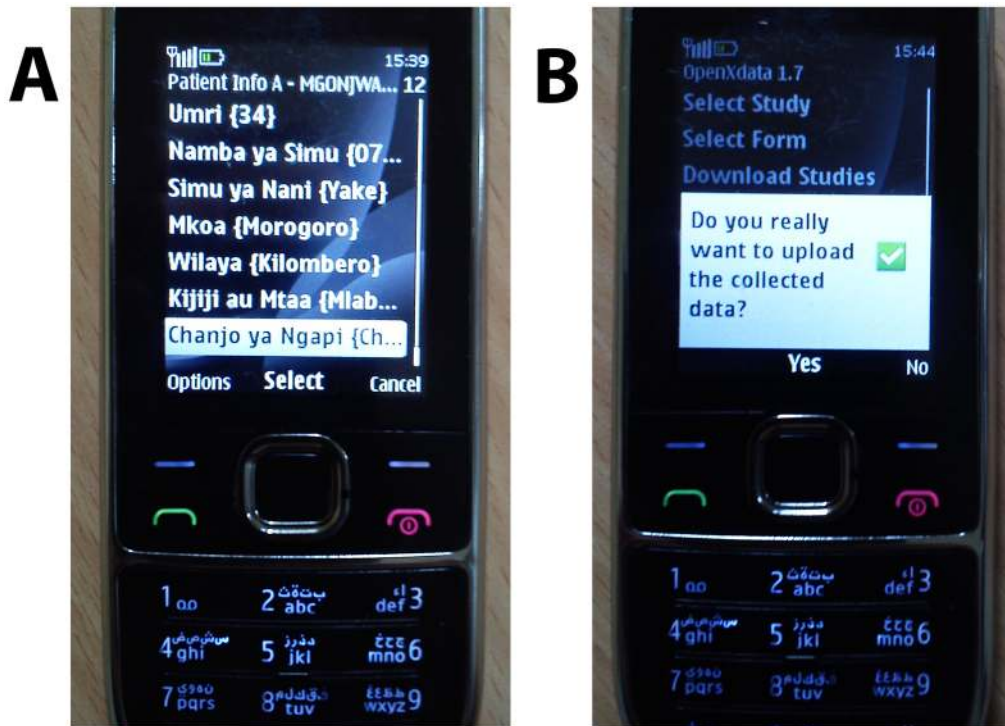 A
15:39
Patient Info A - MGONJWA... 12
Umri {34}
Namba ya Simu {07...
Simu ya Nani {Yake}
Mkoa {Morogoro}
Wilaya {Kilombero}
Kijiji au Mtaa {Mlab...
Chanjo ya Ngapi {Ch...
Options Select Cancel
1
2 abc ب ت ة ث
def ا ء 3
4 ghi س ش ص ض
5 jkl د ذ ر ز
mno ج ح خ 6
7 pqrs ن ه و ي
8 tuv
wxyz ط ظ ع غ 9
B
15:44
OpenXdata 1.7
Select Study
Select Form
Download Studies
Do you really
want to upload
the collected
data?
Yes No
1
2 abc ب ت ة ث
def ا ء 3
4 ghi س ش ص ض
5 jkl د ذ ر ز
mno ج ح خ 6
7 pqrs ن ه و ي
8 tuv
wxyz ط ظ ع غ 9